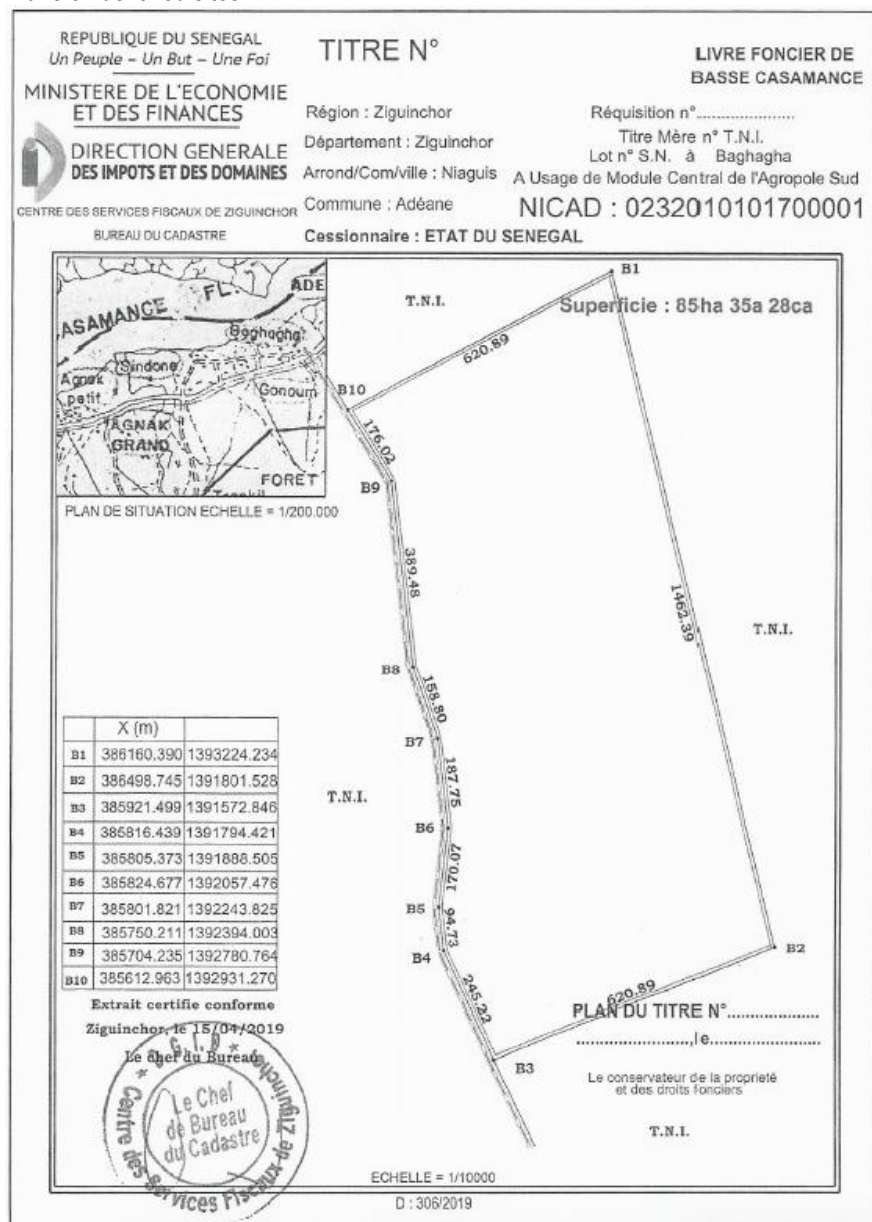 REPUBLIQUE DU SENEGAL
Un Peuple – Un But – Une Foi
MINISTERE DE L'ECONOMIE
ET DES FINANCES
DIRECTION GENERALE
DES IMPOTS ET DES DOMAINES
CENTRE DES SERVICES FISCAUX DE ZIGUINCHOR
BUREAU DU CADASTRE
TITRE N°
Région : Ziguinchor
Département : Ziguinchor
Arrond/Com/ville : Niaguis
Commune : Adéane
Cessionnaire : ETAT DU SENEGAL
LIVRE FONCIER DE
BASSE CASAMANCE
Réquisition n°......................
Titre Mère n° T.N.I.
Lot n° S.N. à Baghagha
A Usage de Module Central de l'Agropole Sud
NICAD : 0232010101700001
FL.
ADE
CASAMANCE
Baghagha
Sindone
Agnak
petit
Gonoum
AGNAK
GRAND
FORET
PLAN DE SITUATION ECHELLE = 1/200.000
T.N.I.
B1
Superficie : 85ha 35a 28ca
620.89
B10
176.02
B9
389.48
1462.39
T.N.I.
B8
158.80
B7
187.75
T.N.I.
B6
170.07
B5
94.73
B4
B2
245.22
620.89
B3
X (m)
B1 386160.390 1393224.234
B2 386498.745 1391801.528
B3 385921.499 1391572.846
B4 385816.439 1391794.421
B5 385805.373 1391888.505
B6 385824.677 1392057.476
B7 385801.821 1392243.825
B8 385750.211 1392394.003
B9 385704.235 1392780.764
B10 385612.963 1392931.270
Extrait certifie conforme
Ziguinchor, le 15/04/2019
Le chef du Bureau
D.G.I.D
Centre des Services Fiscaux de Ziguinchor
Le Chef
de Bureau
du Cadastre
PLAN DU TITRE N°....................
........................,le........................
Le conservateur de la propriété
et des droits fonciers
T.N.I.
ECHELLE = 1/10000
D : 306/2019